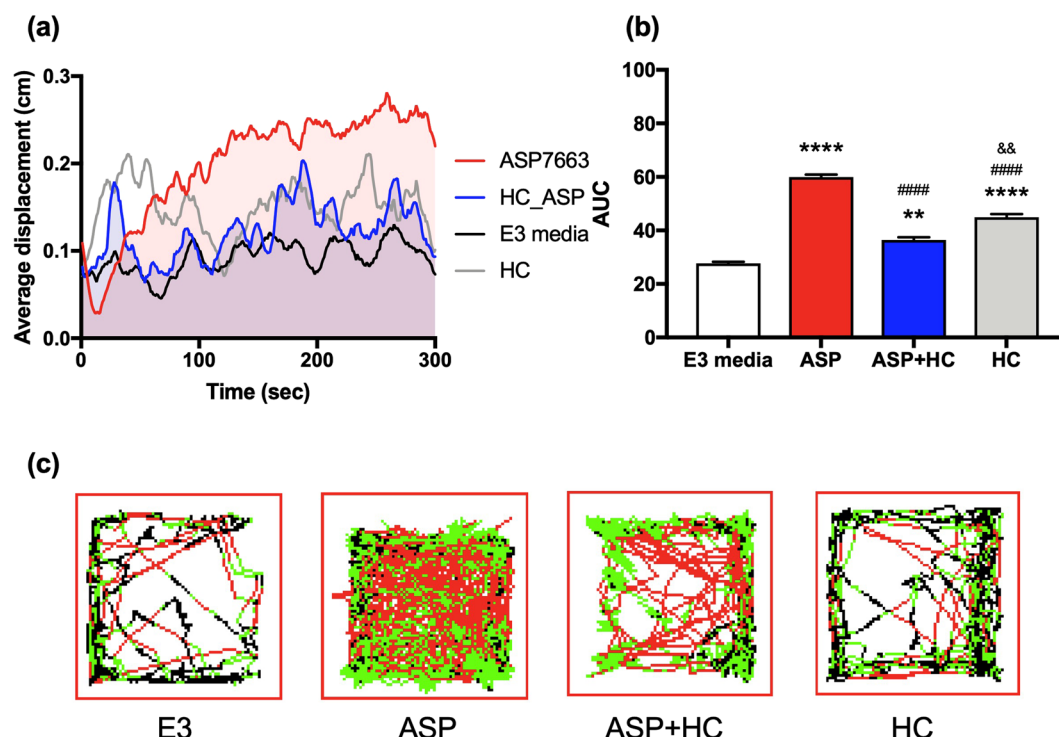 (a)
Average displacement (cm)
0.3
0.2
0.1
0.0
0
100
200
300
Time (sec)
ASP7663
HC_ASP
E3 media
HC
(b)
AUC
100
80
60
40
20
0
****
####
**
&&
####
****
E3 media
ASP
ASP+HC
HC
(c)
E3
ASP
ASP+HC
HC